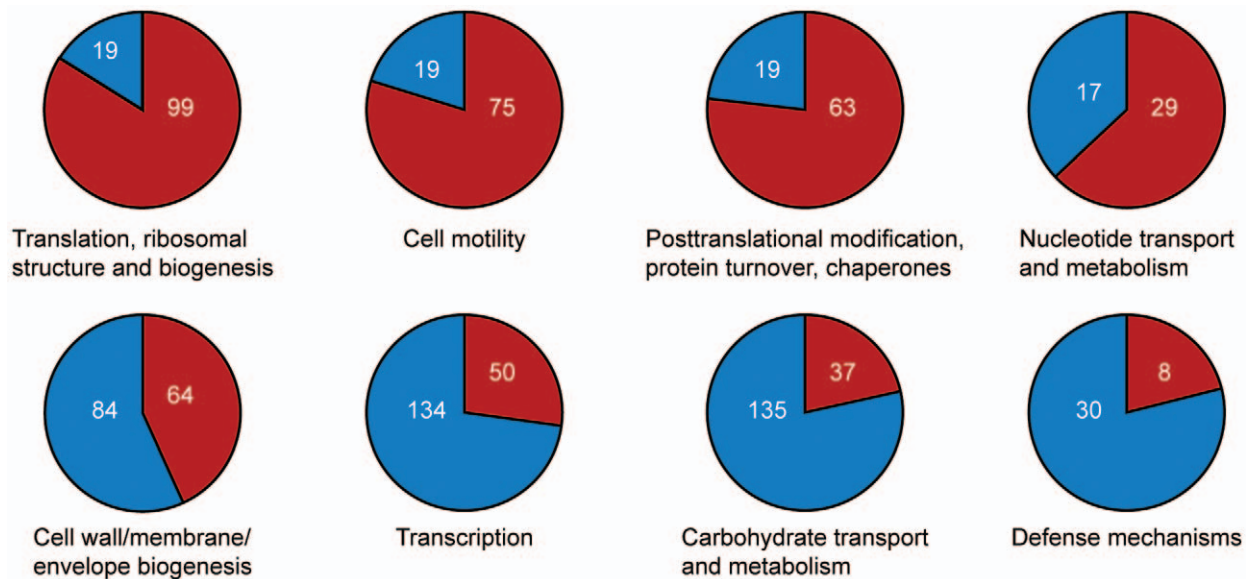 19
99
19
75
19
63
17
29
Translation, ribosomal
structure and biogenesis
Cell motility
Posttranslational modification,
protein turnover, chaperones
Nucleotide transport
and metabolism
84
64
134
50
135
37
30
8
Cell wall/membrane/
envelope biogenesis
Transcription
Carbohydrate transport
and metabolism
Defense mechanisms